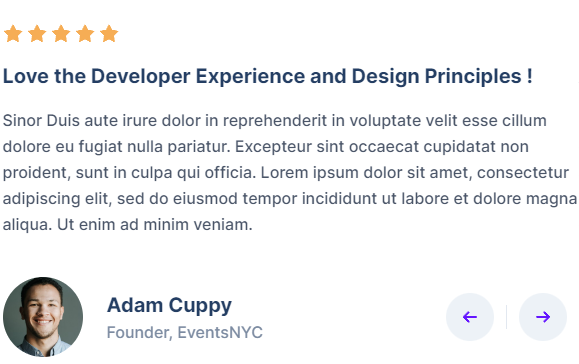 Love the Developer Experience and Design Principles !
Sinor Duis aute irure dolor in reprehenderit in voluptate velit esse cillum
dolore eu fugiat nulla pariatur. Excepteur sint occaecat cupidatat non
proident, sunt in culpa qui officia. Lorem ipsum dolor sit amet, consectetur
adipiscing elit, sed do eiusmod tempor incididunt ut labore et dolore magna
aliqua. Ut enim ad minim veniam.
Adam Cuppy
Founder, EventsNYC